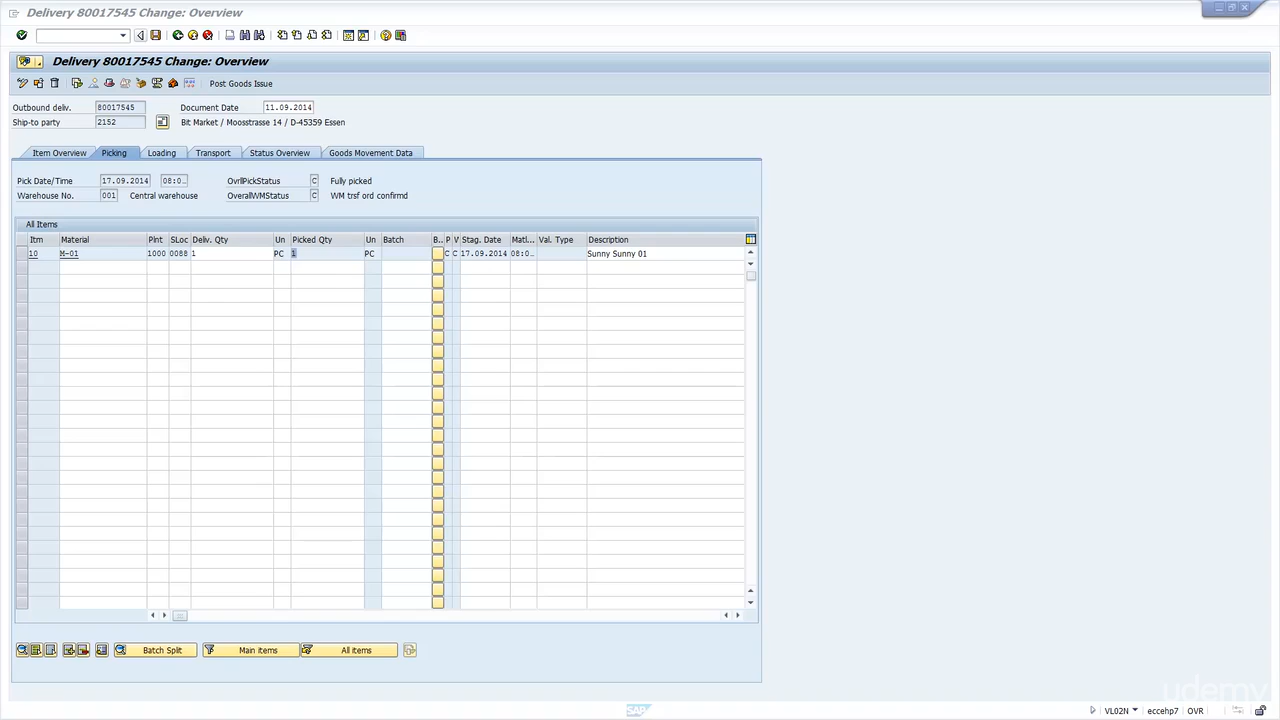 Delivery 80017545 Change: Overview
Delivery 80017545 Change: Overview
Post Goods Issue
Outbound deliv. 80017545 Document Date 11.09.2014
Ship-to party 2152 Bit Market / Moosstrasse 14 / D-45359 Essen
Item Overview Picking Loading Transport Status Overview Goods Movement Data
Pick Date/Time 17.09.2014 08:0.. OvrllPickStatus C Fully picked
Warehouse No. 001 Central warehouse OverallWMStatus C WM trsf ord confirmd
All Items
Itm Material Plnt SLoc Deliv. Qty Un Picked Qty Un Batch B.. P V Stag. Date Matl... Val. Type Description
10 M-01 1000 0088 1 PC 1 PC C C 17.09.2014 08:0.. Sunny Sunny 01
Batch Split Main items All items
udemy
SAP VL02N eccehp7 OVR